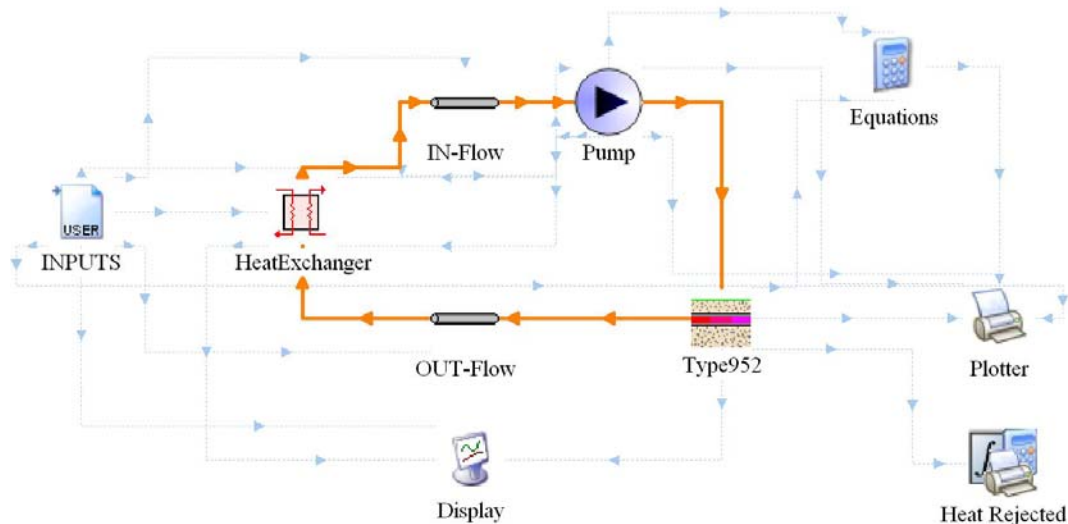 Equations
IN-Flow
Pump
USER
INPUTS
HeatExchanger
OUT-Flow
Type952
Plotter
Display
Heat Rejected